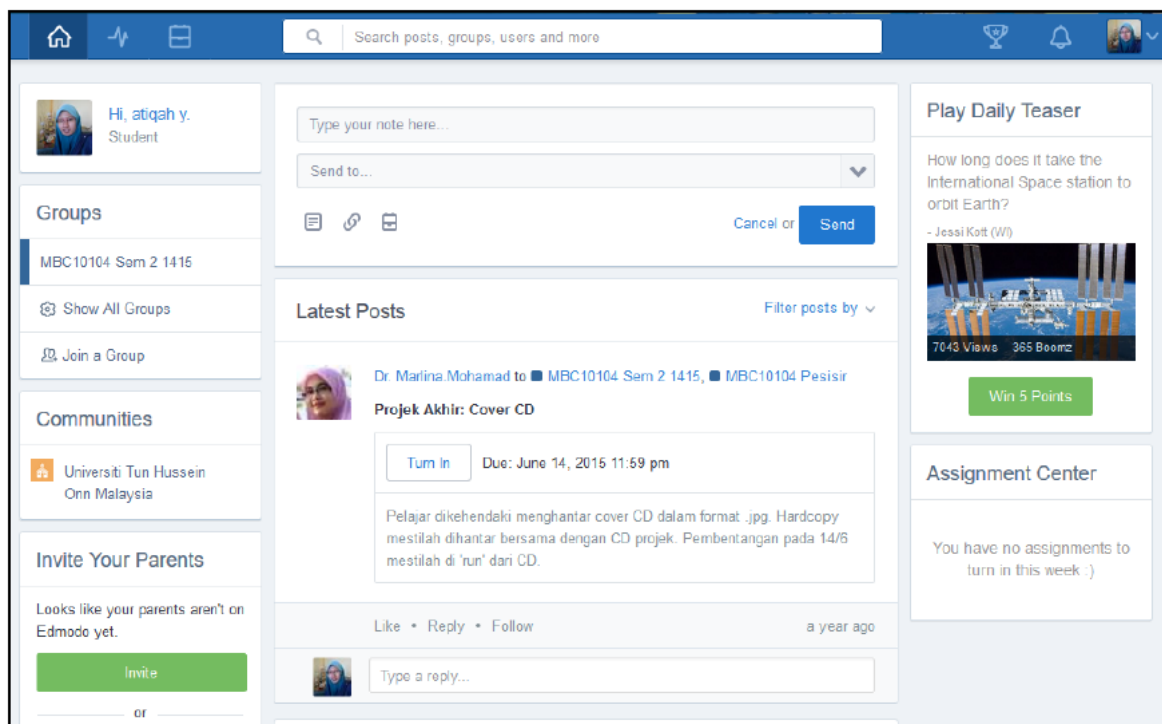 Search posts, groups, users and more
Hi, atiqah y.
Student
Groups
MBC10104 Sem 2 1415
Show All Groups
Join a Group
Communities
Universiti Tun Hussein
Onn Malaysia
Invite Your Parents
Looks like your parents aren't on
Edmodo yet.
Invite
or
Type your note here...
Send to...
Cancel or Send
Latest Posts
Filter posts by
Dr. Marlina.Mohamad to MBC10104 Sem 2 1415, MBC10104 Pesisir
Projek Akhir: Cover CD
Turn In Due: June 14, 2015 11:59 pm
Pelajar dikehendaki menghantar cover CD dalam format .jpg. Hardcopy
mestilah dihantar bersama dengan CD projek. Pembentangan pada 14/6
mestilah di 'run' dari CD.
Like • Reply • Follow
a year ago
Type a reply...
Play Daily Teaser
How long does it take the
International Space station to
orbit Earth?
- Jessi Kott (WI)
7043 Views 365 Boomz
Win 5 Points
Assignment Center
You have no assignments to
turn in this week :)